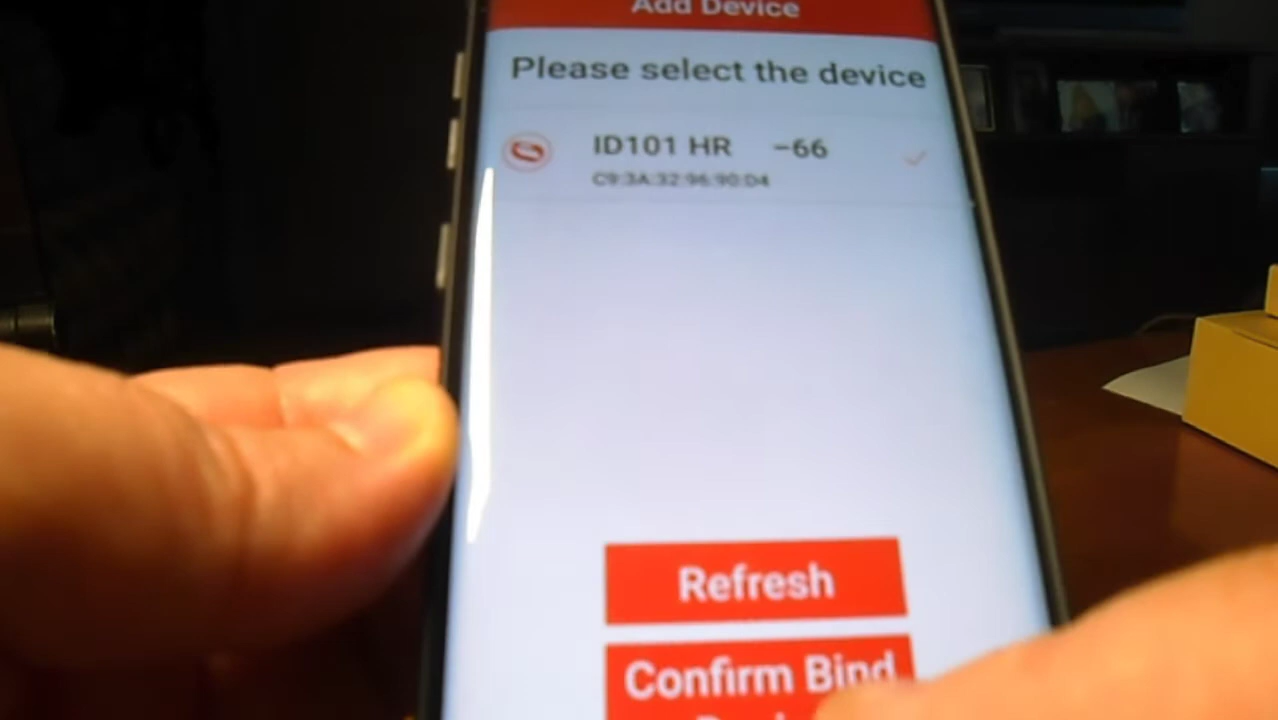 Add Device
Please select the device
ID101 HR -66
C9:3A:32:96:90:D4
Refresh
Confirm Bind